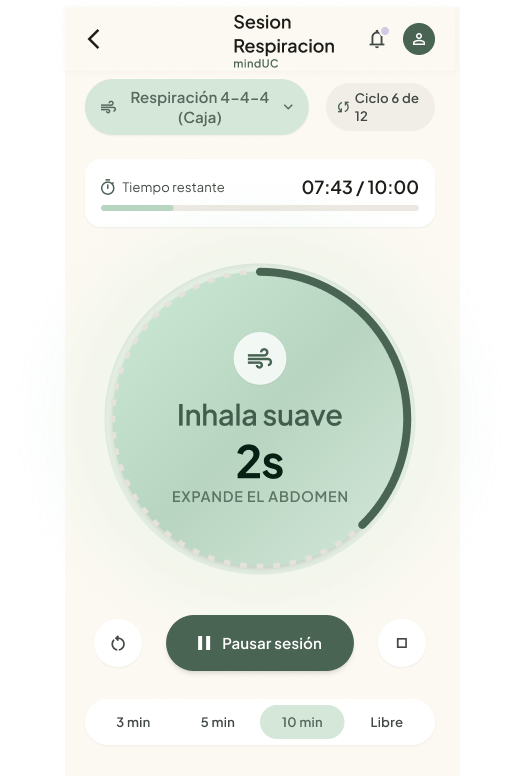 Sesion
Respiracion
mindUC
Respiración 4-4-4
(Caja)
Ciclo 6 de
12
Tiempo restante
07:43 / 10:00
Inhala suave
2s
EXPANDE EL ABDOMEN
Pausar sesión
3 min
5 min
10 min
Libre